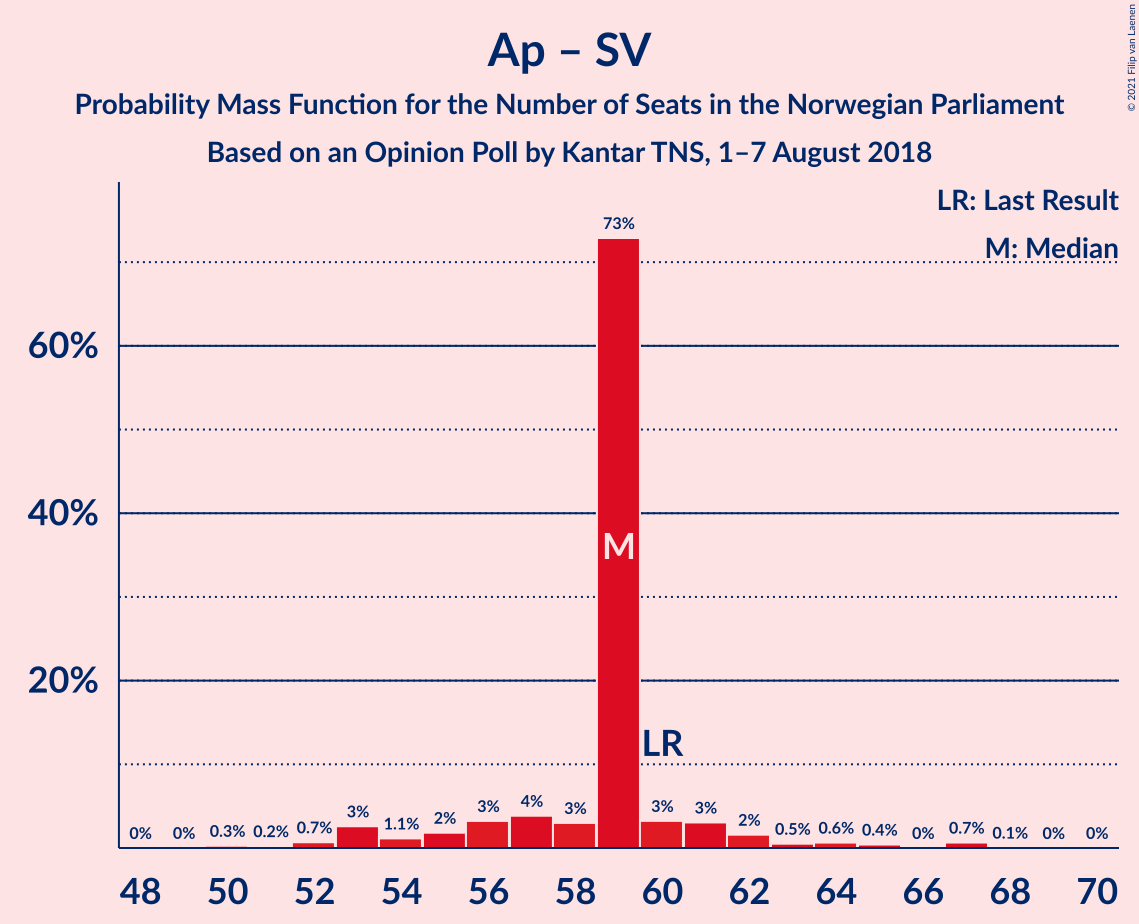 Ap – SV
Probability Mass Function for the Number of Seats in the Norwegian Parliament
Based on an Opinion Poll by Kantar TNS, 1–7 August 2018
© 2021 Filip van Laenen
LR: Last Result
M: Median
60%
40%
20%
0% 0% 0.3% 0.2% 0.7% 3% 1.1% 2% 3% 4% 3% 73% 3% 3% 2% 0.5% 0.6% 0.4% 0% 0.7% 0.1% 0% 0%
M
LR
48 50 52 54 56 58 60 62 64 66 68 70